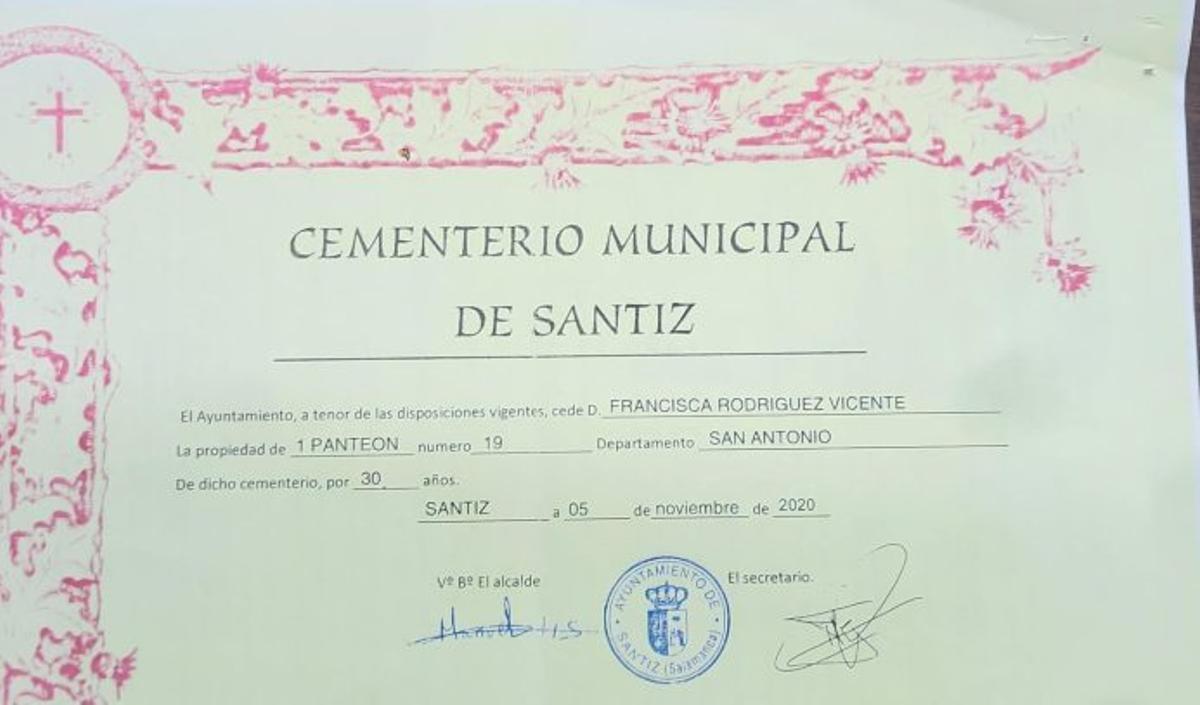 CEMENTERIO MUNICIPAL
DE SANTIZ
El Ayuntamiento, a tenor de las disposiciones vigentes, cede D. FRANCISCA RODRIGUEZ VICENTE
La propiedad de 1 PANTEON numero 19 Departamento SAN ANTONIO
De dicho cementerio, por 30 años.
SANTIZ a 05 de noviembre de 2020
Vº Bº El alcalde
El secretario.
AYUNTAMIENTO DE
SANTIZ (Salamanca)